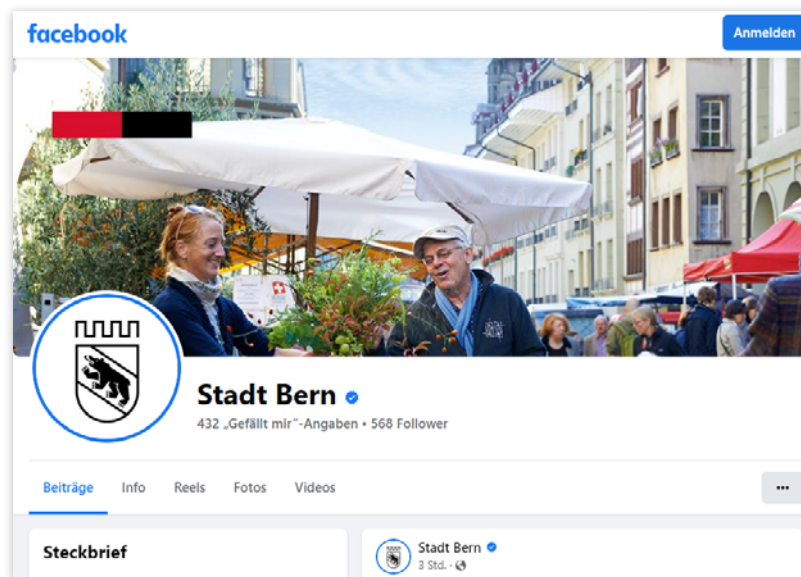 facebook
Anmelden
Stadt Bern
432 „Gefällt mir“-Angaben • 568 Follower
Beiträge Info Reels Fotos Videos
Steckbrief
Stadt Bern
3 Std. ·